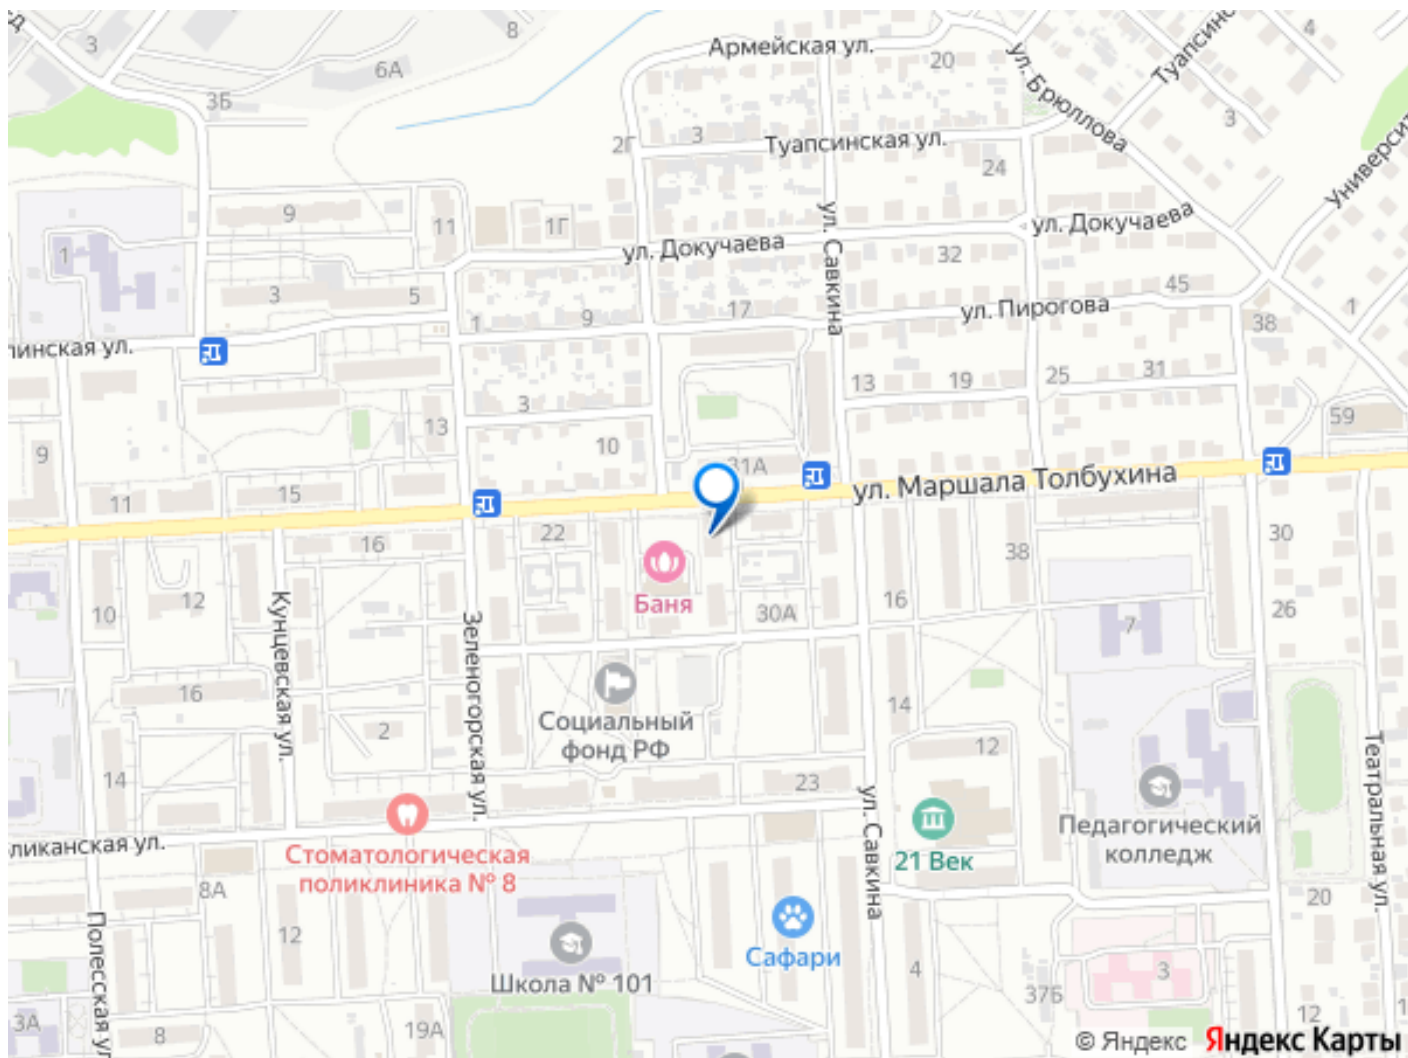 8
Армейская ул.
3
6А
20
4
Туапсинс
ул. Брюллова
3Б
2Г
3
Туапсинская ул.
3
24
Университ
9
11
1Г
ул. Савкина
ул. Докучаева
ул. Докучаева
1
32
3
5
1
9
17
ул. Пирогова
45
38
1
линская ул.
13
19
25
31
3
13
10
59
9
31А
11
15
ул. Маршала Толбухина
16
22
38
30
Баня
12
10
30А
16
26
7
Кунцевская ул.
Зеленогорская ул.
16
14
2
Социальный
фонд РФ
12
14
23
ул. Савкина
Театральная ул.
ликанская ул.
Стоматологическая
поликлиника № 8
21 Век
Педагогический
колледж
8А
20
Полесская ул
12
Школа № 101
Сафари
4
3
37Б
3А
8
19А
12
10
© Яндекс
Яндекс Карты